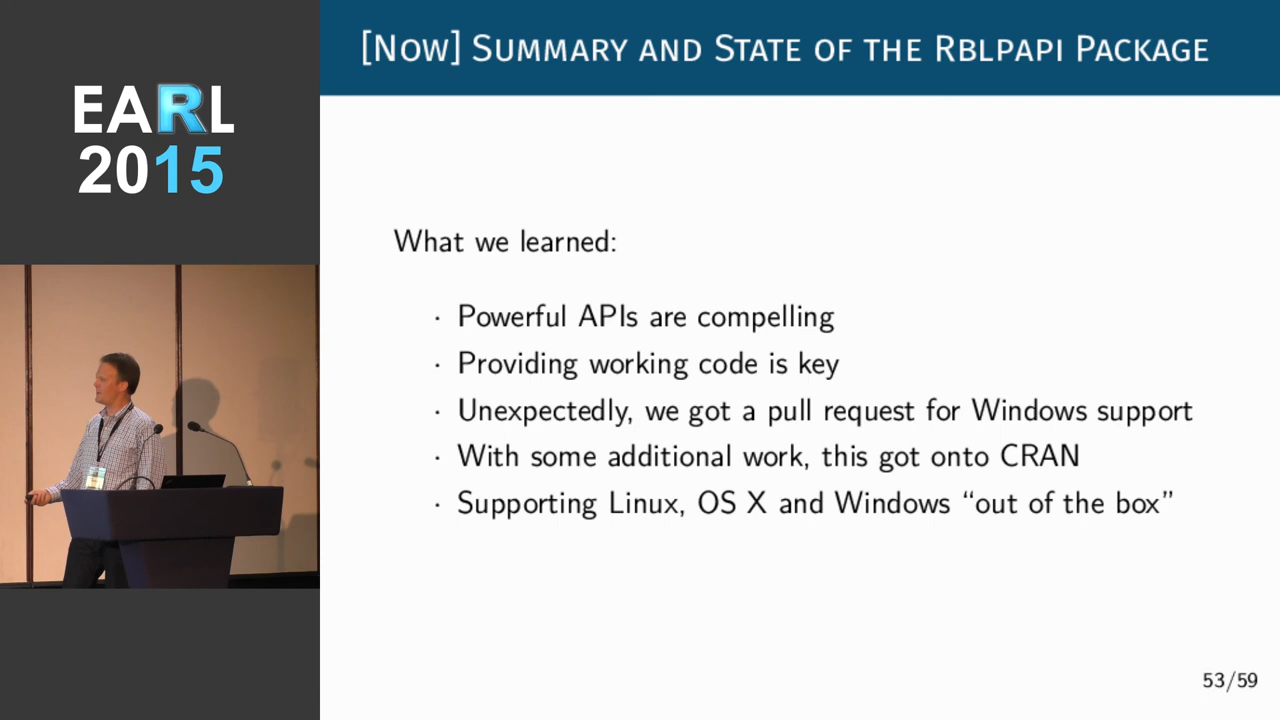 EARL
2015
[Now] Summary and State of the Rblpapi Package
What we learned:
· Powerful APIs are compelling
· Providing working code is key
· Unexpectedly, we got a pull request for Windows support
· With some additional work, this got onto CRAN
· Supporting Linux, OS X and Windows “out of the box”
53/59